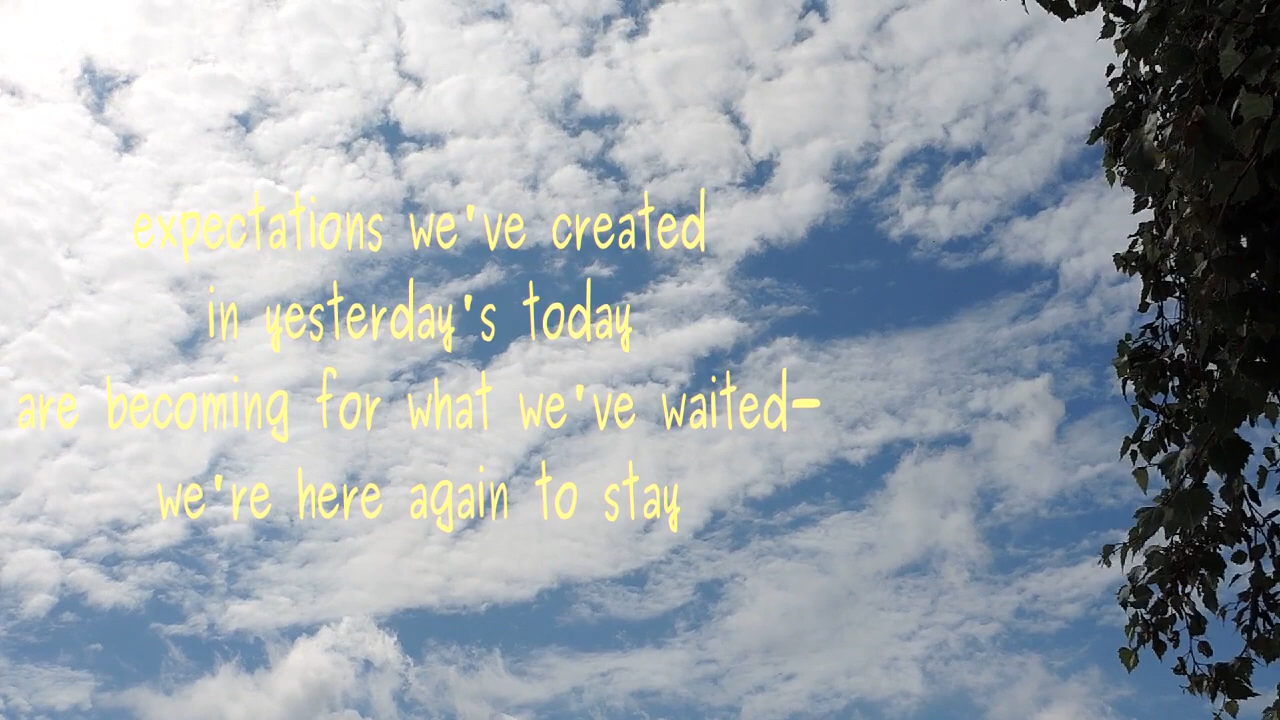 expectations we've created
in yesterday's today
are becoming for what we've waited-
we're here again to stay